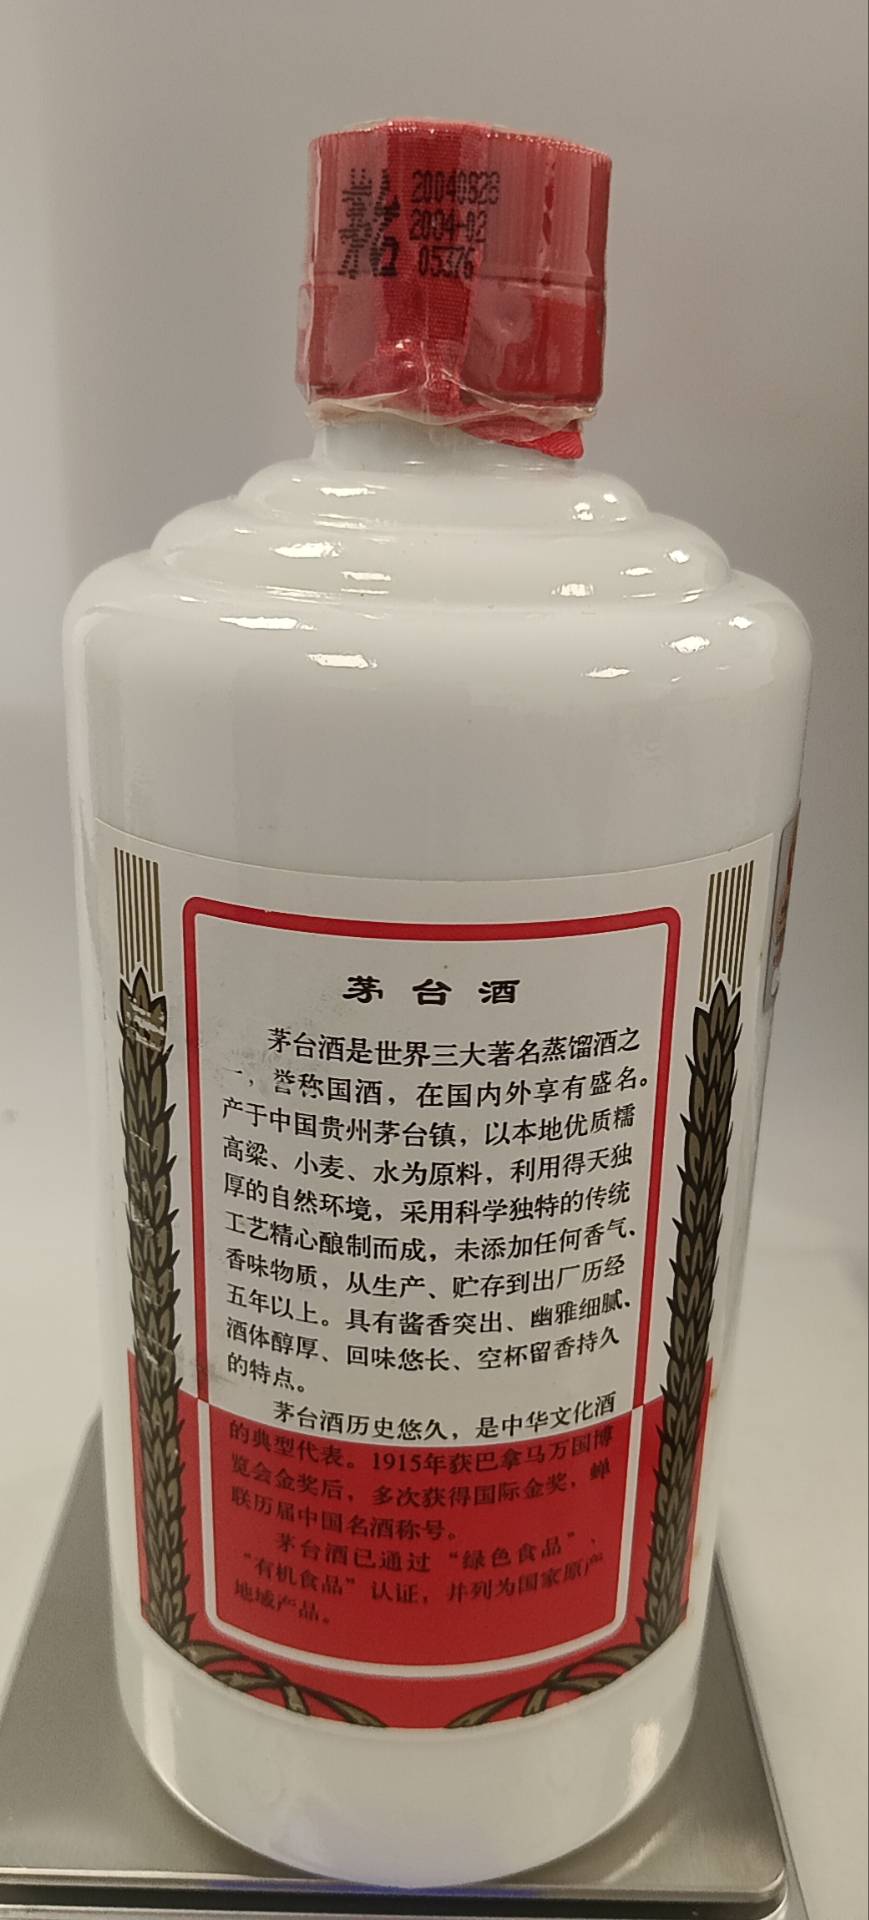 20040828
2004-02
05376
茅台酒
茅台酒是世界三大著名蒸馏酒之
一，誉称国酒，在国内外享有盛名。
产于中国贵州茅台镇，以本地优质糯
高粱、小麦、水为原料，利用得天独
厚的自然环境，采用科学独特的传统
工艺精心酿制而成，未添加任何香气、
香味物质，从生产、贮存到出厂历经
五年以上。具有酱香突出、幽雅细腻、
酒体醇厚、回味悠长、空杯留香持久
的特点。
茅台酒历史悠久，是中华文化酒
的典型代表。1915年获巴拿马万国博
览会金奖后，多次获得国际金奖，蝉
联历届中国名酒称号。
茅台酒已通过“绿色食品”、
“有机食品”认证，并列为国家原产
地域产品。